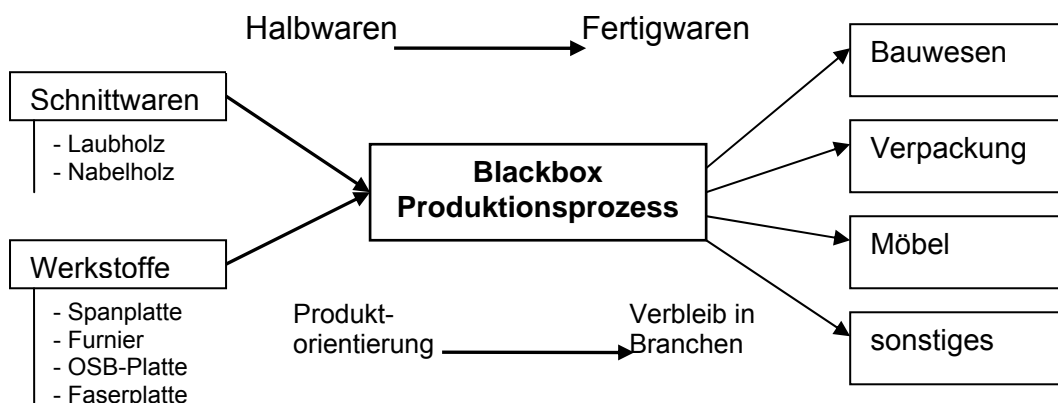 Halbwaren
Fertigwaren
Schnittwaren
- Laubholz
- Nabelholz
Werkstoffe
- Spanplatte
- Furnier
- OSB-Platte
- Faserplatte
Blackbox
Produktionsprozess
Produkt-
orientierung
Verbleib in
Branchen
Bauwesen
Verpackung
Möbel
sonstiges